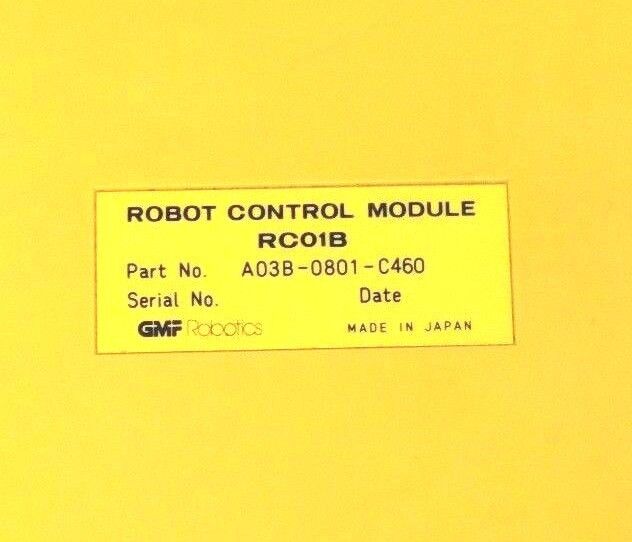 ROBOT CONTROL MODULE
RC01B
Part No. A03B-0801-C460
Serial No. Date
GMF Robotics MADE IN JAPAN